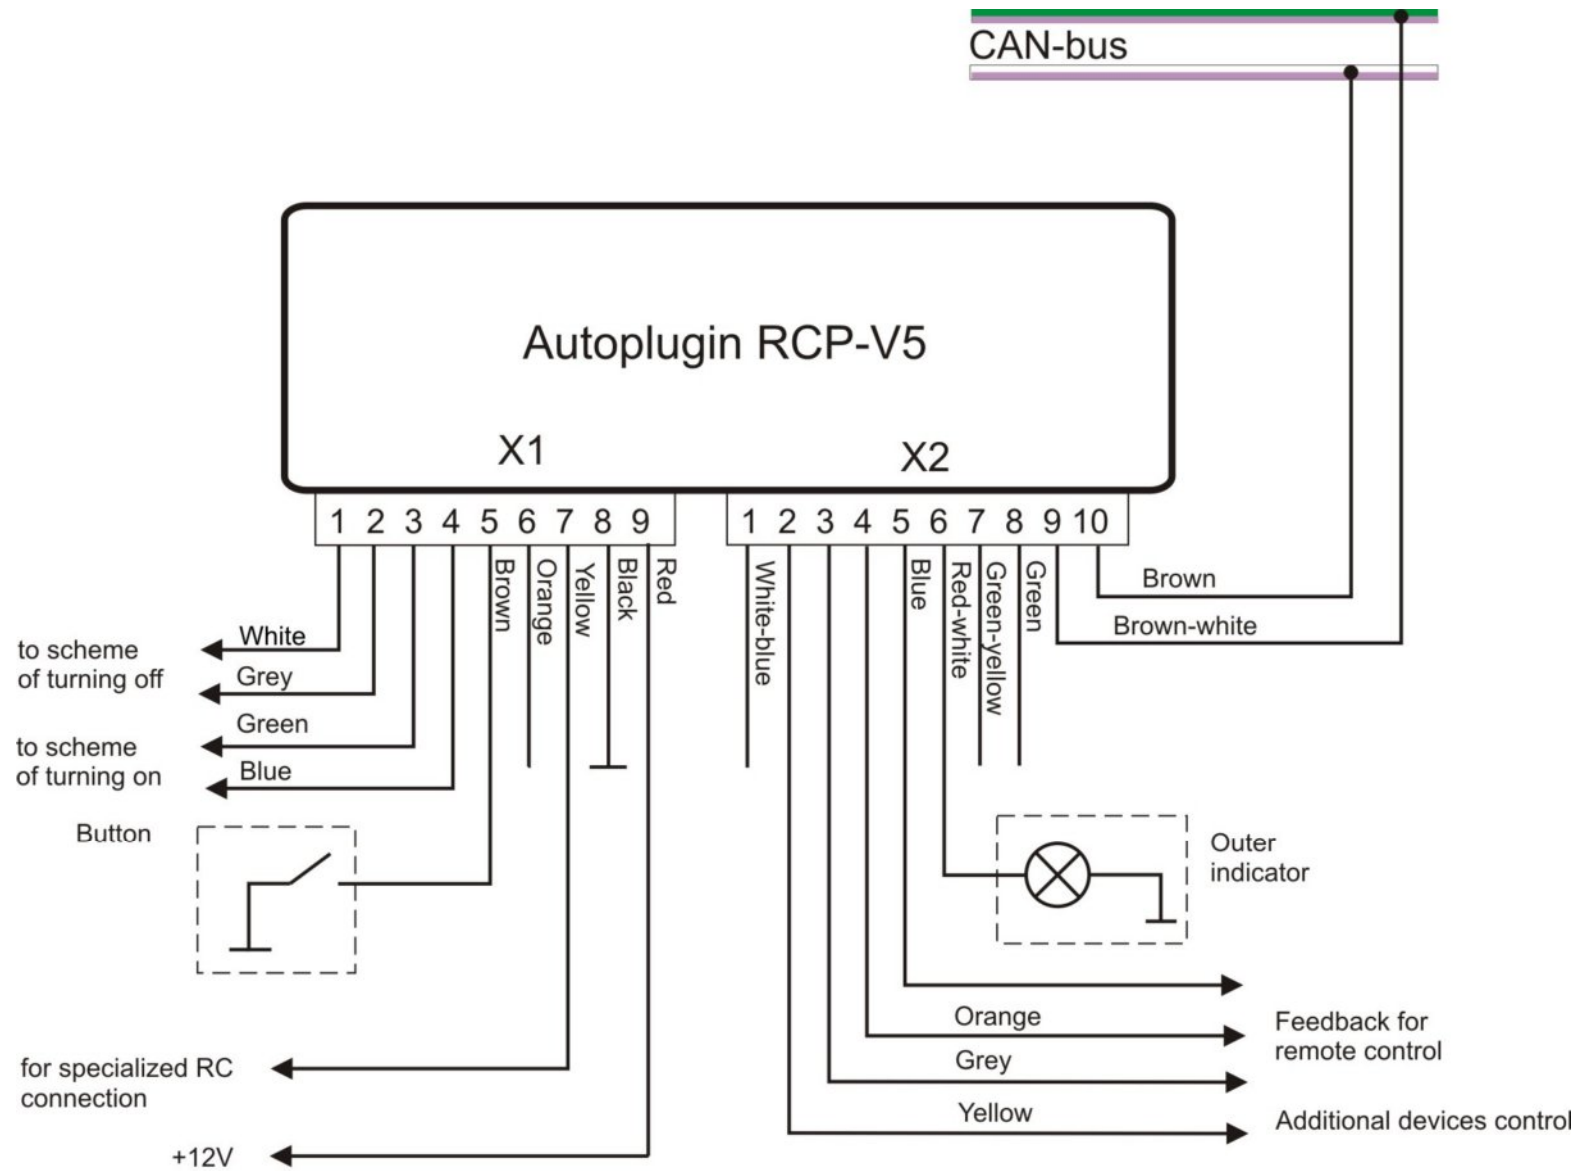 CAN-bus
Autoplugin RCP-V5
X1
X2
1 2 3 4 5 6 7 8 9
1 2 3 4 5 6 7 8 9 10
Brown
Orange
Yellow
Black
Red
White-blue
Blue
Red-white
Green-yellow
Green
Brown
Brown-white
to scheme
of turning off
White
Grey
to scheme
of turning on
Green
Blue
Button
Outer
indicator
Orange
Feedback for
remote control
Grey
Yellow
Additional devices control
for specialized RC
connection
+12V